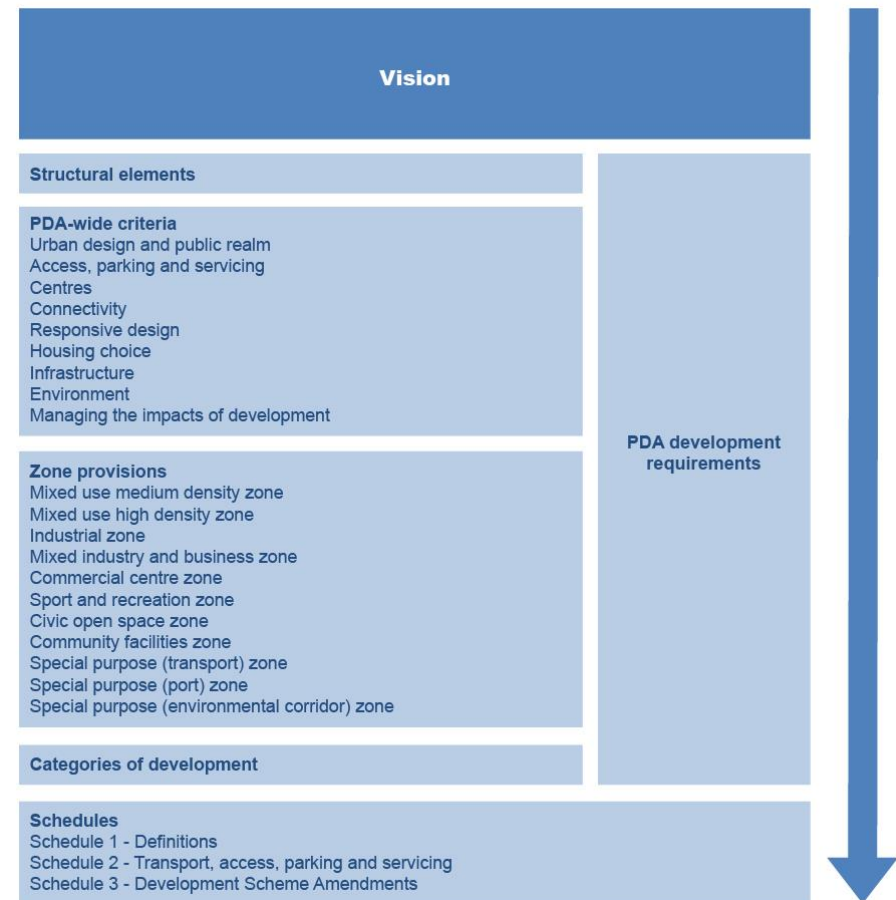 Vision
Structural elements
PDA-wide criteria
Urban design and public realm
Access, parking and servicing
Centres
Connectivity
Responsive design
Housing choice
Infrastructure
Environment
Managing the impacts of development
Zone provisions
Mixed use medium density zone
Mixed use high density zone
Industrial zone
Mixed industry and business zone
Commercial centre zone
Sport and recreation zone
Civic open space zone
Community facilities zone
Special purpose (transport) zone
Special purpose (port) zone
Special purpose (environmental corridor) zone
Categories of development
PDA development
requirements
Schedules
Schedule 1 - Definitions
Schedule 2 - Transport, access, parking and servicing
Schedule 3 - Development Scheme Amendments